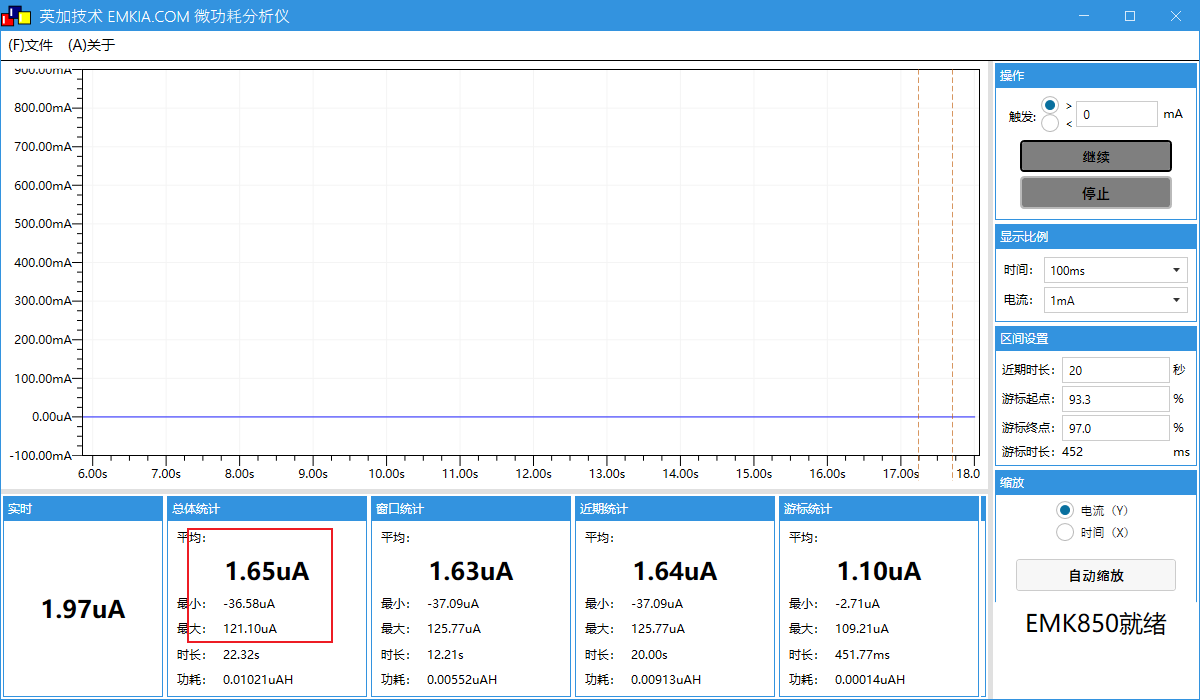 英加技术 EMKIA.COM 微功耗分析仪
(F)文件 (A)关于
900.00mA
800.00mA
700.00mA
600.00mA
500.00mA
400.00mA
300.00mA
200.00mA
100.00mA
0.00uA
-100.00mA
6.00s 7.00s 8.00s 9.00s 10.00s 11.00s 12.00s 13.00s 14.00s 15.00s 16.00s 17.00s 18.0
操作
触发: > < 0 mA
继续
停止
显示比例
时间: 100ms
电流: 1mA
区间设置
近期时长: 20 秒
游标起点: 93.3 %
游标终点: 97.0 %
游标时长: 452 ms
缩放
电流（Y）
时间（X）
自动缩放
EMK850就绪
实时
1.97uA
总体统计
平均:
1.65uA
最小: -36.58uA
最大: 121.10uA
时长: 22.32s
功耗: 0.01021uAH
窗口统计
平均:
1.63uA
最小: -37.09uA
最大: 125.77uA
时长: 12.21s
功耗: 0.00552uAH
近期统计
平均:
1.64uA
最小: -37.09uA
最大: 125.77uA
时长: 20.00s
功耗: 0.00913uAH
游标统计
平均:
1.10uA
最小: -2.71uA
最大: 109.21uA
时长: 451.77ms
功耗: 0.00014uAH